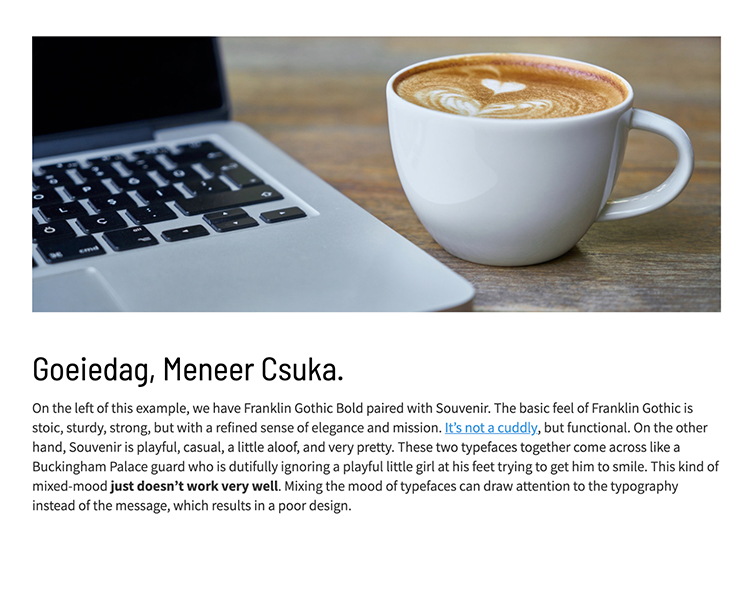 cmd
Goeiedag, Meneer Csuka.
On the left of this example, we have Franklin Gothic Bold paired with Souvenir. The basic feel of Franklin Gothic is
stoic, sturdy, strong, but with a refined sense of elegance and mission. It’s not a cuddly, but functional. On the other
hand, Souvenir is playful, casual, a little aloof, and very pretty. These two typefaces together come across like a
Buckingham Palace guard who is dutifully ignoring a playful little girl at his feet trying to get him to smile. This kind of
mixed-mood just doesn’t work very well. Mixing the mood of typefaces can draw attention to the typography
instead of the message, which results in a poor design.